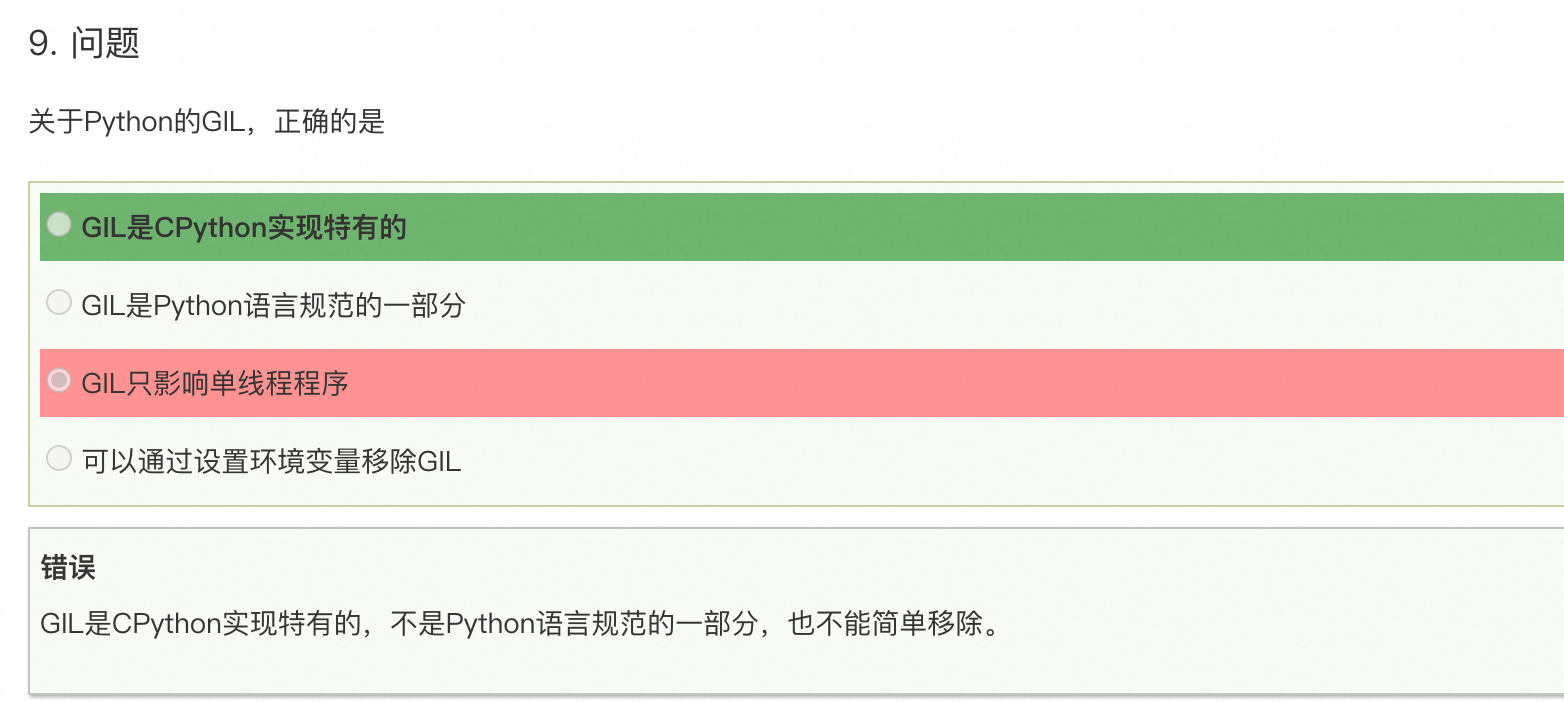 9. 问题
关于Python的GIL，正确的是
GIL是CPython实现特有的
GIL是Python语言规范的一部分
GIL只影响单线程程序
可以通过设置环境变量移除GIL
错误
GIL是CPython实现特有的，不是Python语言规范的一部分，也不能简单移除。